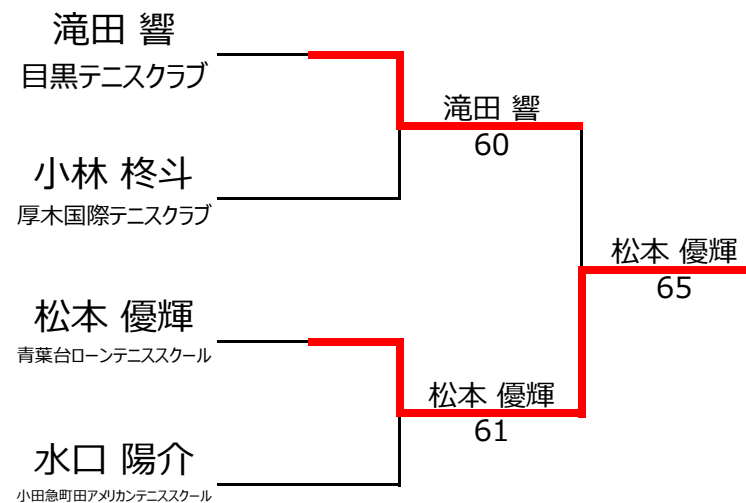 滝田 響
目黒テニスクラブ
滝田 響
60
小林 柊斗
厚木国際テニスクラブ
松本 優輝
65
松本 優輝
青葉台ローンテニススクール
松本 優輝
61
水口 陽介
小田急町田アメリカンテニススクール